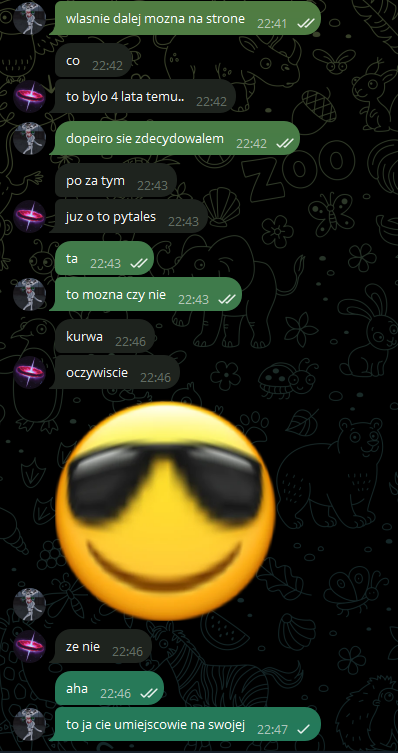 wlasnie dalej mozna na strone 22:41
co 22:42
to bylo 4 lata temu.. 22:42
dopeiro sie zdecydowalem 22:42
po za tym 22:43
juz o to pytales 22:43
ta 22:43
to mozna czy nie 22:43
kurwa 22:46
oczywiscie 22:46
ze nie 22:46
aha 22:46
to ja cie umiejscowie na swojej 22:47
ZOO